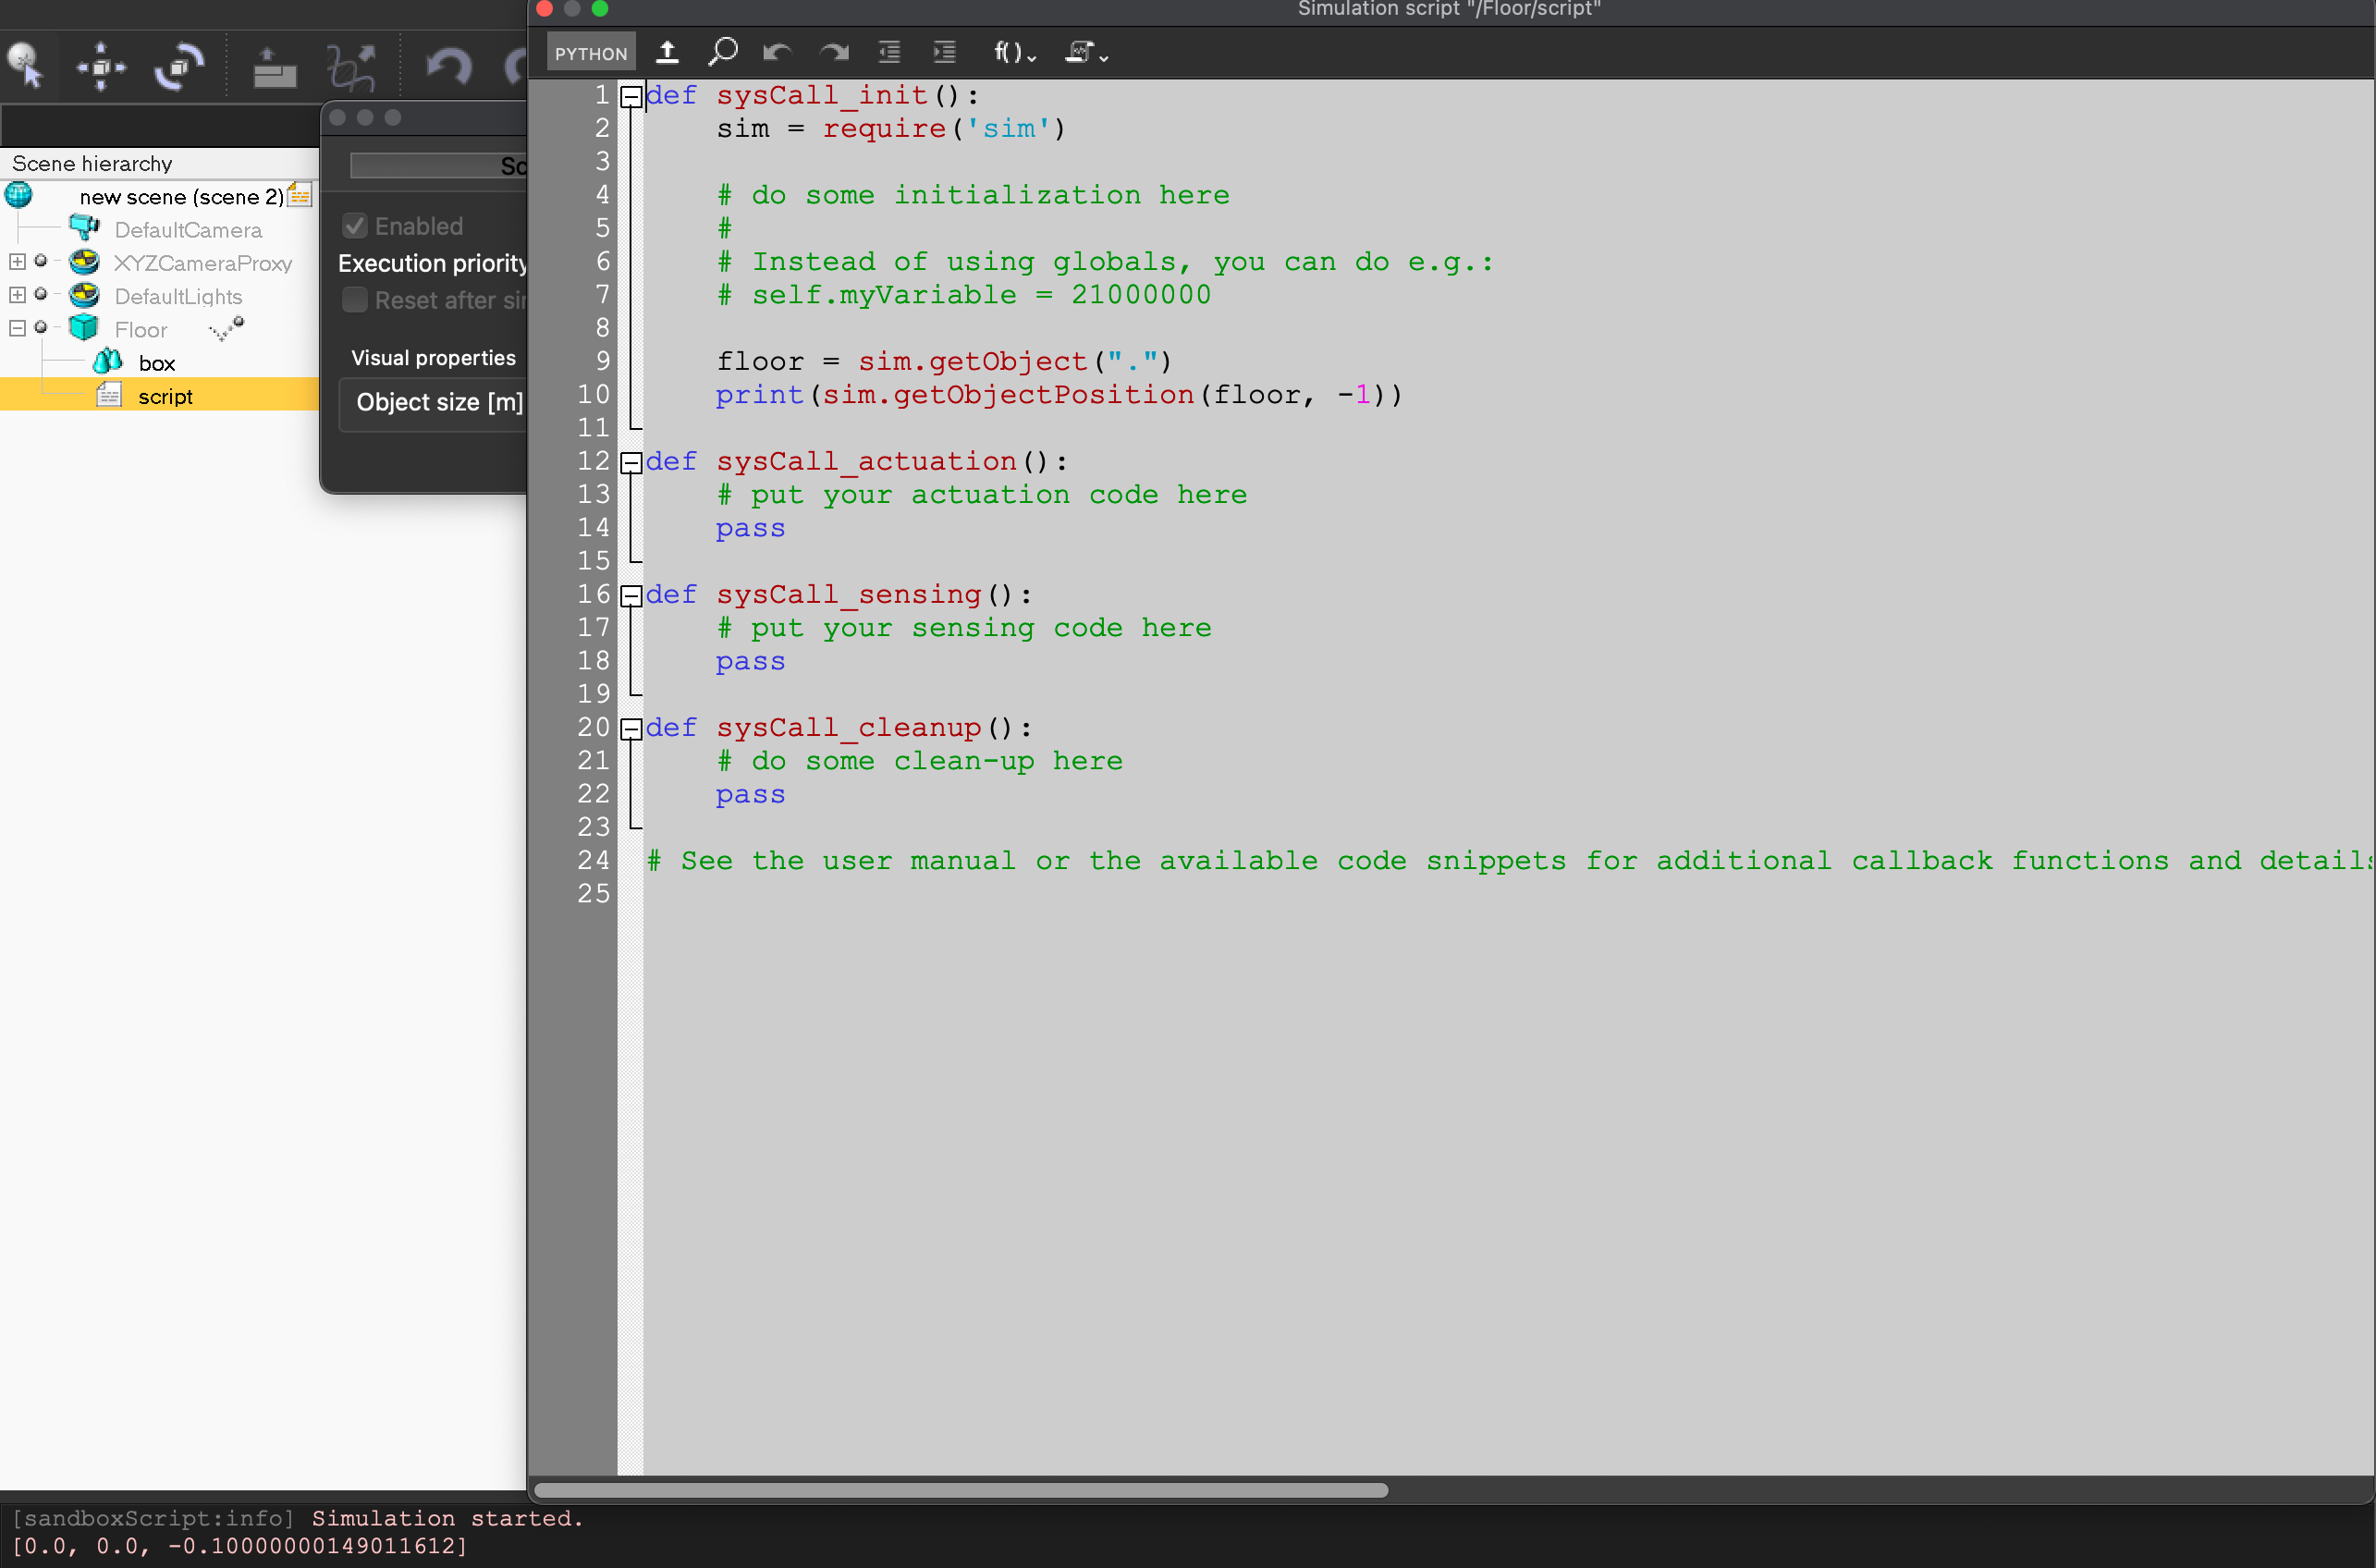 Simulation script "/Floor/script"
PYTHON
f()
Scene hierarchy
new scene (scene 2)
DefaultCamera
XYZCameraProxy
DefaultLights
Floor
box
script
Enabled
Execution priority
Reset after
Visual properties
Object size [m]
1 def sysCall_init():
2 sim = require('sim')
3
4 # do some initialization here
5 #
6 # Instead of using globals, you can do e.g.:
7 # self.myVariable = 21000000
8
9 floor = sim.getObject(".")
10 print(sim.getObjectPosition(floor, -1))
11
12 def sysCall_actuation():
13 # put your actuation code here
14 pass
15
16 def sysCall_sensing():
17 # put your sensing code here
18 pass
19
20 def sysCall_cleanup():
21 # do some clean-up here
22 pass
23
24 # See the user manual or the available code snippets for additional callback functions and details
25
[sandboxScript:info] Simulation started.
[0.0, 0.0, -0.10000000149011612]